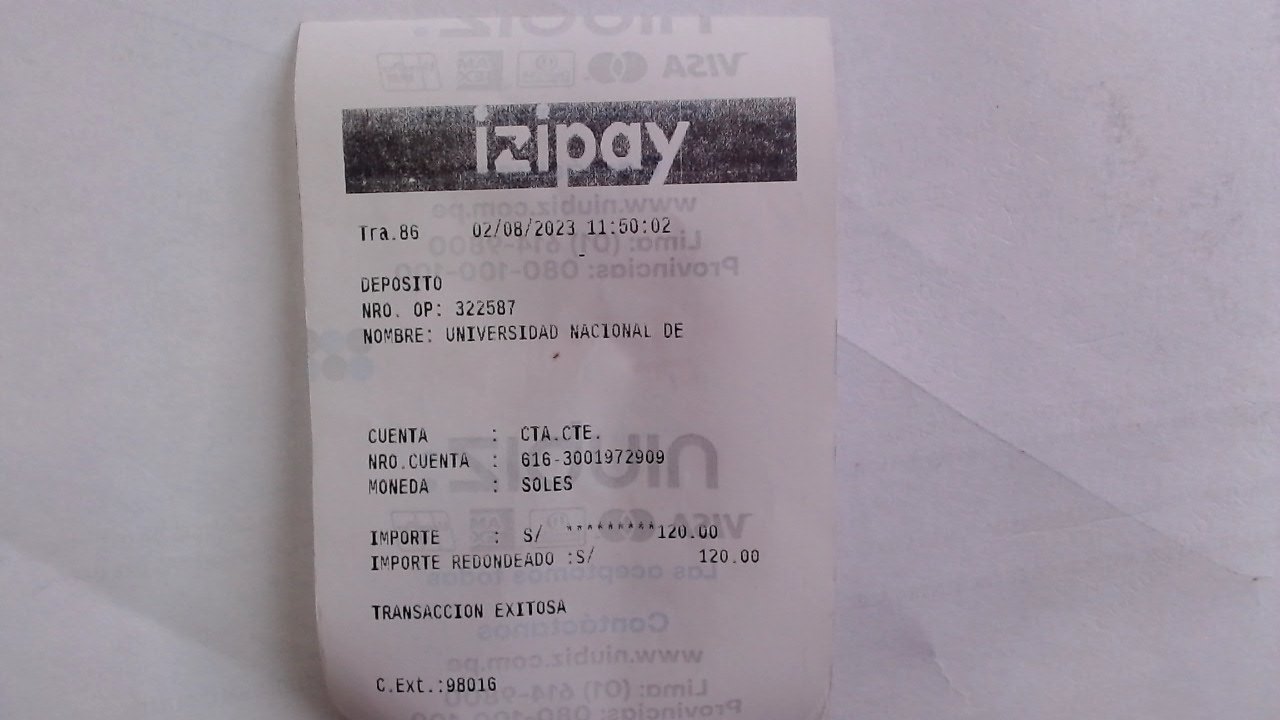 izipay
Tra.86 02/08/2023 11:50:02
DEPOSITO
NRO. OP: 322587
NOMBRE: UNIVERSIDAD NACIONAL DE
CUENTA : CTA.CTE.
NRO.CUENTA : 616-3001972909
MONEDA : SOLES
IMPORTE : S/ *********120.00
IMPORTE REDONDEADO :S/ 120.00
TRANSACCION EXITOSA
C.Ext.:98016